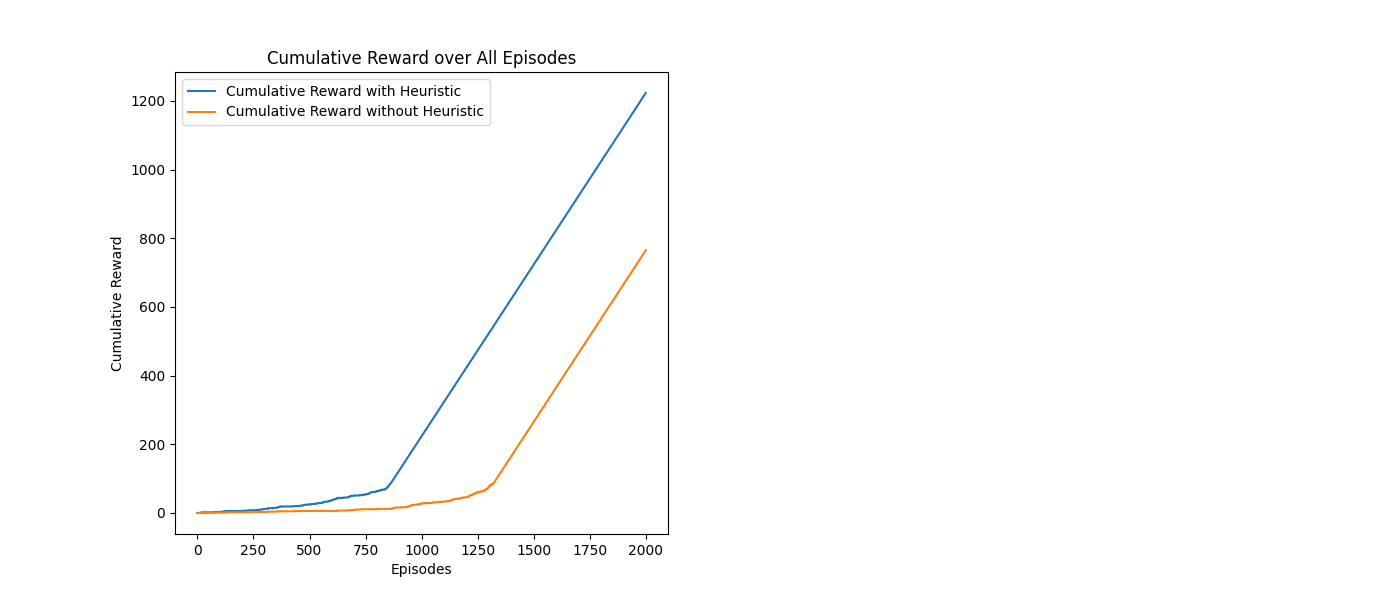 Cumulative Reward over All Episodes
Cumulative Reward with Heuristic
Cumulative Reward without Heuristic
1200
1000
800
600
400
200
0
Cumulative Reward
0 250 500 750 1000 1250 1500 1750 2000
Episodes